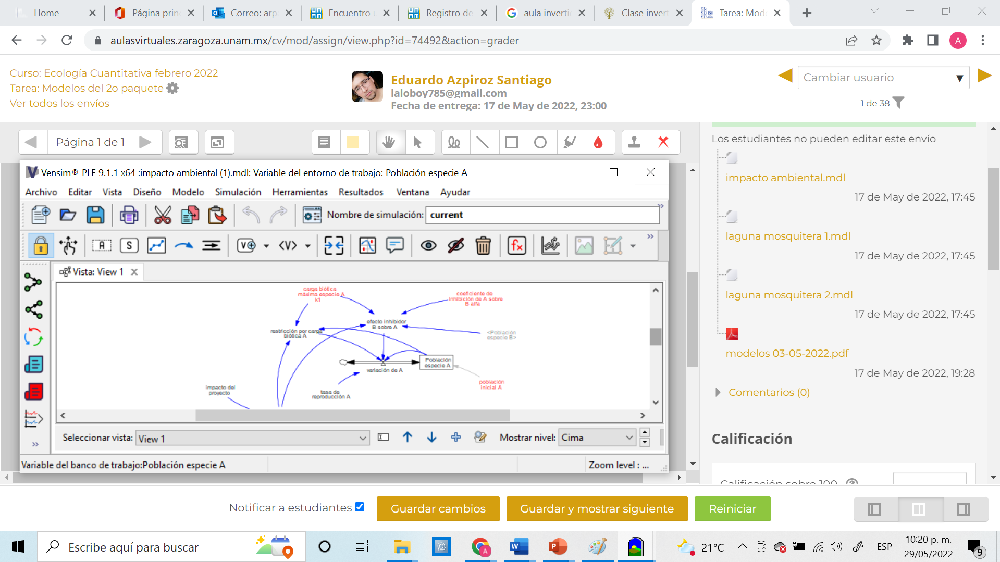 Home
Página prin
Correo: arp
Encuentro u
Registro de
aula inverti
Clase invert
Tarea: Mode
aulasvirtuales.zaragoza.unam.mx/cv/mod/assign/view.php?id=74492&action=grader
A
Curso: Ecología Cuantitativa febrero 2022
Tarea: Modelos del 2o paquete
Ver todos los envíos
Eduardo Azpiroz Santiago
laloboy785@gmail.com
Fecha de entrega: 17 de May de 2022, 23:00
Cambiar usuario
1 de 38
Página 1 de 1
Los estudiantes no pueden editar este envío
impacto ambiental.mdl
17 de May de 2022, 17:45
laguna mosquitera 1.mdl
17 de May de 2022, 17:45
laguna mosquitera 2.mdl
17 de May de 2022, 17:45
modelos 03-05-2022.pdf
17 de May de 2022, 19:28
Comentarios (0)
Calificación
Calificación sobre 100
Vensim® PLE 9.1.1 x64 :impacto ambiental (1).mdl: Variable del entorno de trabajo: Población especie A
Archivo Editar Vista Diseño Modelo Simulación Herramientas Resultados Ventana Ayudar
Nombre de simulación: current
A S V <V> fx
Vista: View 1
carga biótica
máxima especie A
k1
coeficiente de
inhibición de A sobre
B alfa
efecto inhibidor
B sobre A
restricción por carga
biótica A
<Población
especie B>
Población
especie A
variación de A
población
inicial A
impacto del
proyecto
tasa de
reproducción A
Seleccionar vista: View 1
Mostrar nivel: Cima
Variable del banco de trabajo:Población especie A
Zoom level : ...
Notificar a estudiantes
Guardar cambios
Guardar y mostrar siguiente
Reiniciar
Escribe aquí para buscar
21°C
ESP
10:20 p. m.
29/05/2022
9